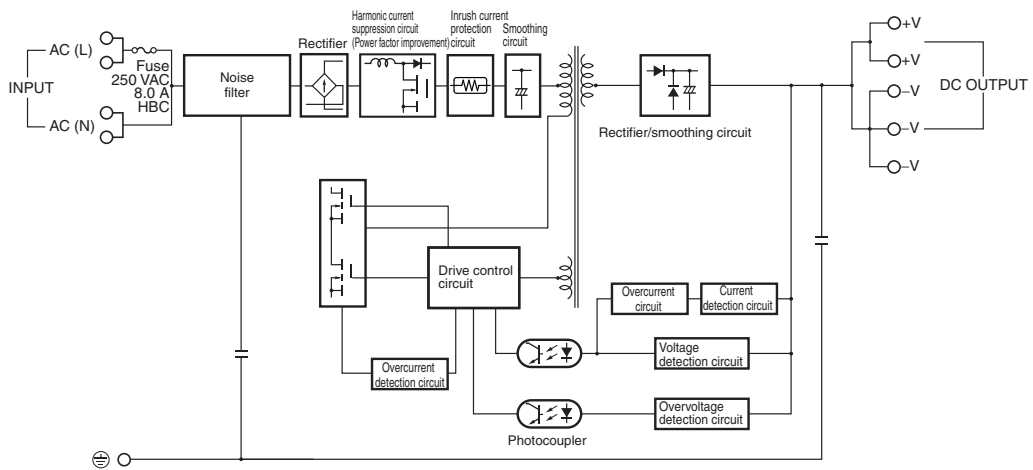 Harmonic current
suppression circuit
(Power factor improvement)
Inrush current
protection
circuit
Smoothing
circuit
Rectifier
AC (L)
Fuse
250 VAC
8.0 A
HBC
INPUT
AC (N)
Noise
filter
Rectifier/smoothing circuit
+V
+V
–V
–V
–V
DC OUTPUT
Drive control
circuit
Overcurrent
circuit
Current
detection circuit
Overcurrent
detection circuit
Voltage
detection circuit
Overvoltage
detection circuit
Photocoupler